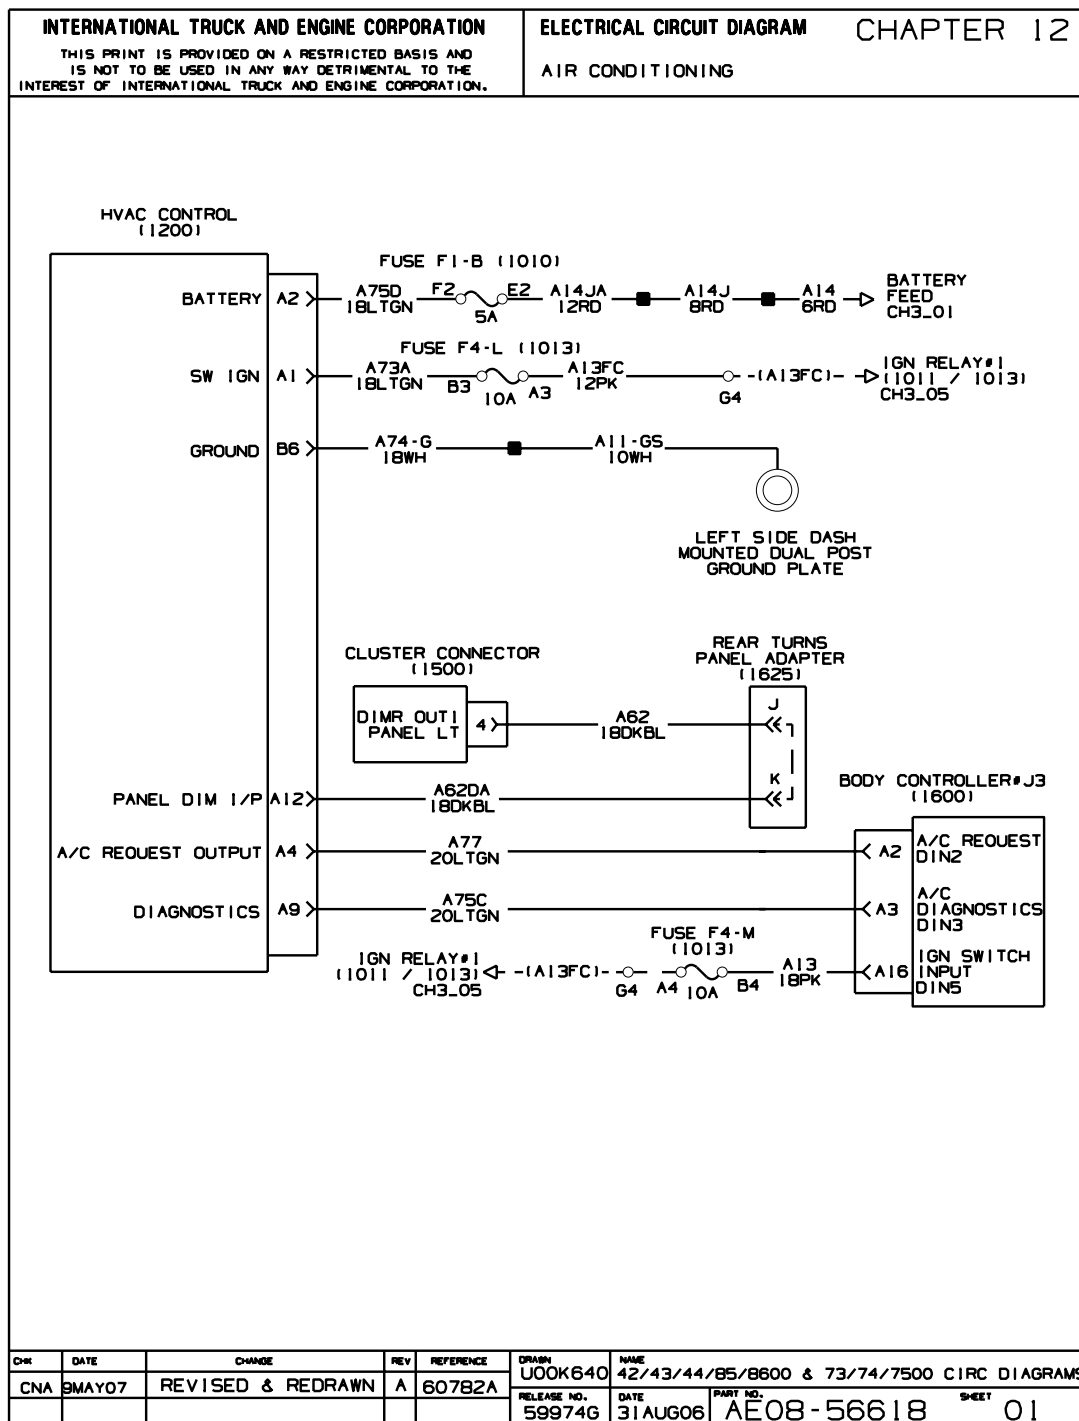 INTERNATIONAL TRUCK AND ENGINE CORPORATION
THIS PRINT IS PROVIDED ON A RESTRICTED BASIS AND
IS NOT TO BE USED IN ANY WAY DETRIMENTAL TO THE
INTEREST OF INTERNATIONAL TRUCK AND ENGINE CORPORATION.
ELECTRICAL CIRCUIT DIAGRAM
CHAPTER 12
AIR CONDITIONING
HVAC CONTROL
(1200)
FUSE F1-B (1010)
BATTERY A2 A75D F2 E2 A14JA A14J A14
18LTGN 5A 12RD 8RD 6RD
BATTERY
FEED
CH3_01
FUSE F4-L (1013)
SW IGN A1 A73A B3 A3 A13FC G4 -(A13FC)-
18LTGN 10A 12PK
IGN RELAY#1
(1011 / 1013)
CH3_05
GROUND B6 A74-G A11-GS
18WH 10WH
LEFT SIDE DASH
MOUNTED DUAL POST
GROUND PLATE
CLUSTER CONNECTOR
(1500)
REAR TURNS
PANEL ADAPTER
(1625)
DIMR OUT1
PANEL LT
4
A62
18DKBL
J
K
PANEL DIM I/P A12 A62DA
18DKBL
BODY CONTROLLER#J3
(1600)
A/C REQUEST OUTPUT A4 A77
20LTGN
A2 A/C REQUEST
DIN2
DIAGNOSTICS A9 A75C
20LTGN
A3 A/C
DIAGNOSTICS
DIN3
FUSE F4-M
(1013)
IGN RELAY#1
(1011 / 1013) -(A13FC)- G4 A4 10A B4 A13
CH3_05 18PK
A16 IGN SWITCH
INPUT
DIN5
CHK DATE CHANGE REV REFERENCE
CNA 9MAY07 REVISED & REDRAWN A 60782A
DRAWN
U00K640
NAME
42/43/44/85/8600 & 73/74/7500 CIRC DIAGRAMS
RELEASE NO.
59974G
DATE
31AUG06
PART NO.
AE08-56618
SHEET
01